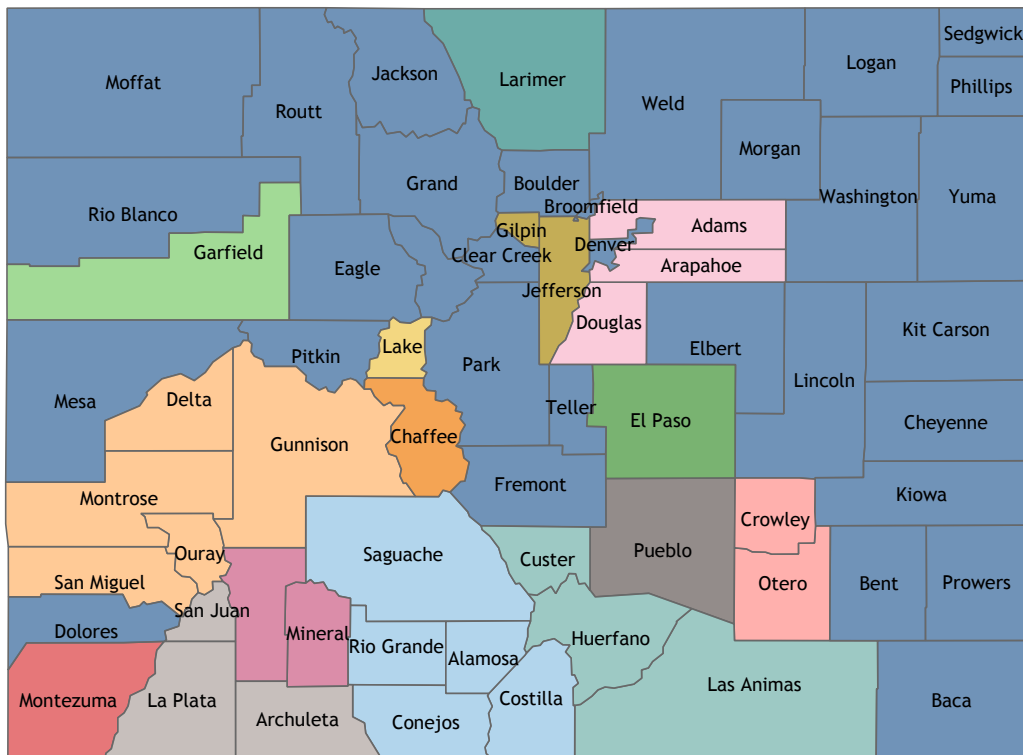 Sedgwick
Logan
Jackson
Larimer
Moffat
Phillips
Weld
Routt
Morgan
Grand
Boulder
Washington
Yuma
Broomfield
Rio Blanco
Adams
Gilpin
Denver
Garfield
Clear Creek
Arapahoe
Eagle
Jefferson
Douglas
Kit Carson
Lake
Elbert
Pitkin
Park
Lincoln
Mesa
Delta
Teller
El Paso
Cheyenne
Chaffee
Gunnison
Fremont
Kiowa
Montrose
Crowley
Pueblo
Ouray
Saguache
Custer
San Miguel
Otero
Bent
Prowers
San Juan
Dolores
Mineral
Huerfano
Rio Grande
Alamosa
Las Animas
Montezuma
La Plata
Costilla
Baca
Archuleta
Conejos